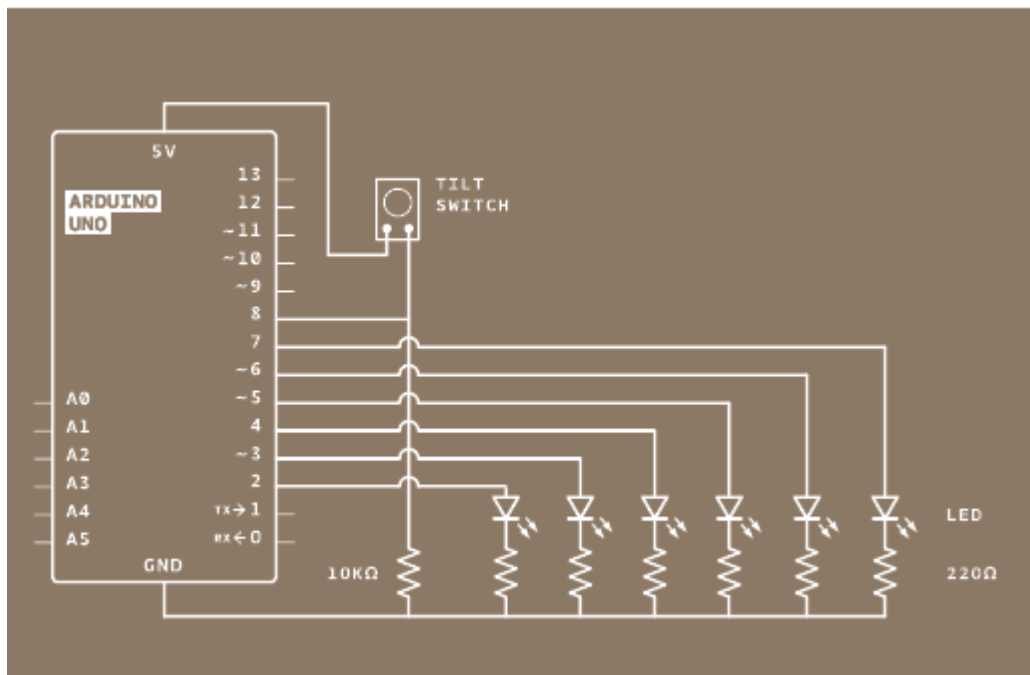 5V
ARDUINO
UNO
13
12
~11
~10
~9
8
7
~6
~5
4
~3
2
TX→1
RX←0
A0
A1
A2
A3
A4
A5
GND
TILT
SWITCH
10KΩ
LED
220Ω